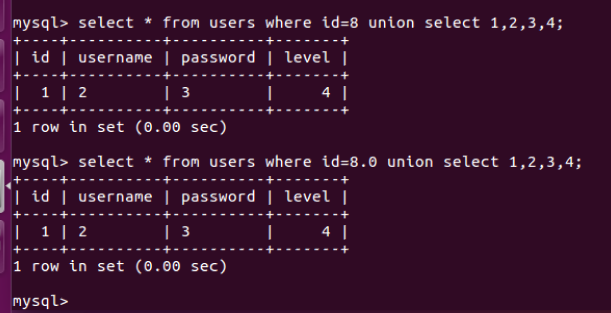 mysql> select * from users where id=8 union select 1,2,3,4;
+----+----------+----------+-------+
| id | username | password | level |
+----+----------+----------+-------+
|  1 | 2        | 3        |     4 |
+----+----------+----------+-------+
1 row in set (0.00 sec)
mysql> select * from users where id=8.0 union select 1,2,3,4;
+----+----------+----------+-------+
| id | username | password | level |
+----+----------+----------+-------+
|  1 | 2        | 3        |     4 |
+----+----------+----------+-------+
1 row in set (0.00 sec)
mysql>